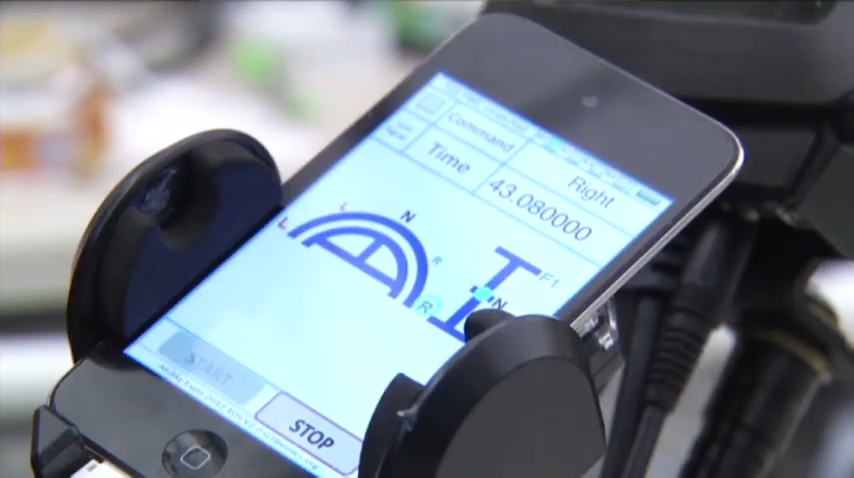 Command Right
Time 43.080000
L L N R R
F1
N
START
STOP